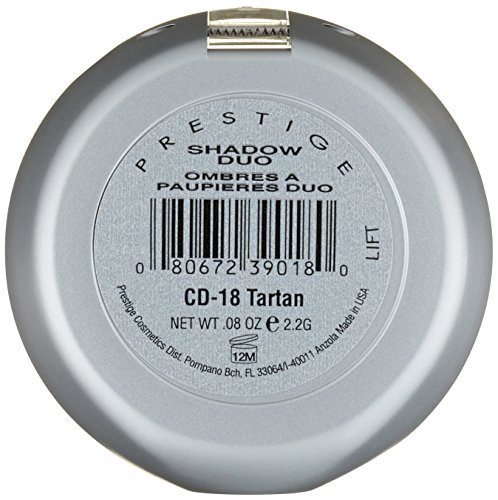 PRESTIGE
SHADOW
DUO
OMBRES A
PAUPIERES DUO
LIFT
0 80672 39018 0
CD-18 Tartan
NET WT .08 OZ e 2.2G
12M
Prestige Cosmetics Dist. Pompano Bch, FL 33064/I-40011 Anzola Made in USA